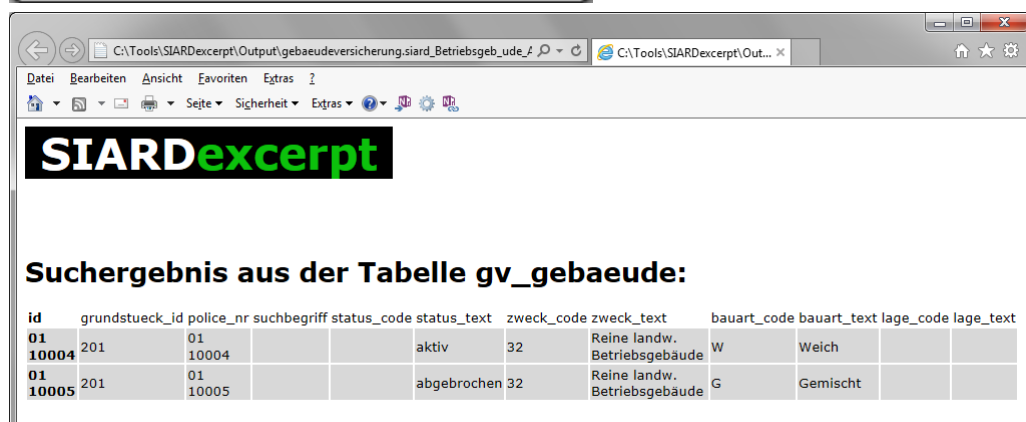 C:\Tools\SIARDexcerpt\Output\gebaeudeversicherung.siard_Betriebsgeb_ude_A
C:\Tools\SIARDexcerpt\Out...
Datei Bearbeiten Ansicht Favoriten Extras ?
Seite Sicherheit Extras
SIARDexcerpt
Suchergebnis aus der Tabelle gv_gebaeude:
id grundstueck_id police_nr suchbegriff status_code status_text zweck_code zweck_text bauart_code bauart_text lage_code lage_text
01 10004 201 01 10004 aktiv 32 Reine landw. Betriebsgebäude W Weich
01 10005 201 01 10005 abgebrochen 32 Reine landw. Betriebsgebäude G Gemischt